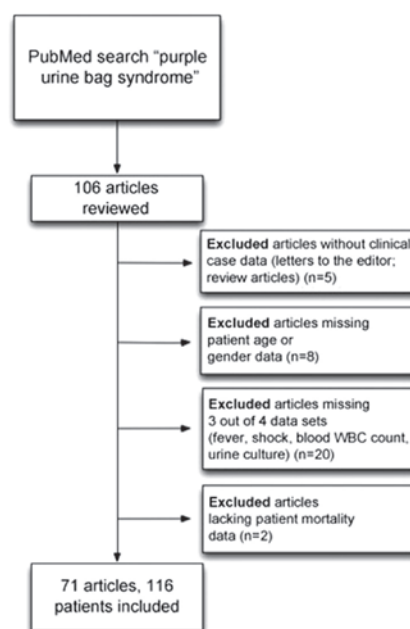 PubMed search “purple
urine bag syndrome”
106 articles
reviewed
Excluded articles without clinical
case data (letters to the editor;
review articles) (n=5)
Excluded articles missing
patient age or
gender data (n=8)
Excluded articles missing
3 out of 4 data sets
(fever, shock, blood WBC count,
urine culture) (n=20)
Excluded articles
lacking patient mortality
data (n=2)
71 articles, 116
patients included